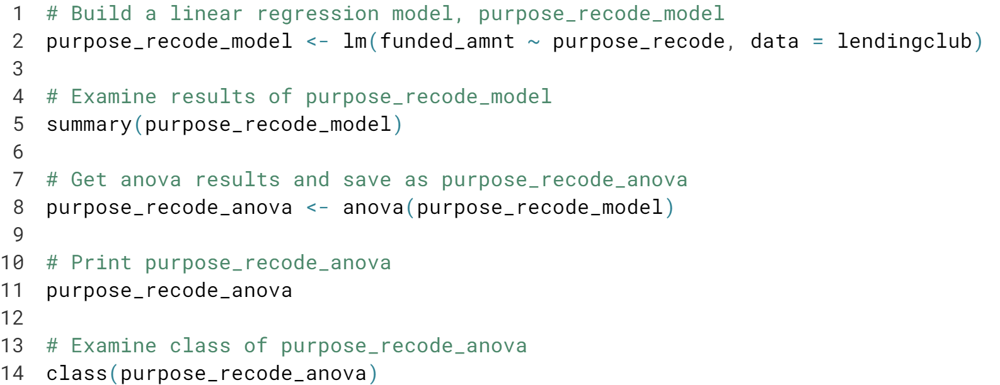 1 # Build a linear regression model, purpose_recode_model
2 purpose_recode_model <- lm(funded_amnt ~ purpose_recode, data = lendingclub)
3
4 # Examine results of purpose_recode_model
5 summary(purpose_recode_model)
6
7 # Get anova results and save as purpose_recode_anova
8 purpose_recode_anova <- anova(purpose_recode_model)
9
10 # Print purpose_recode_anova
11 purpose_recode_anova
12
13 # Examine class of purpose_recode_anova
14 class(purpose_recode_anova)